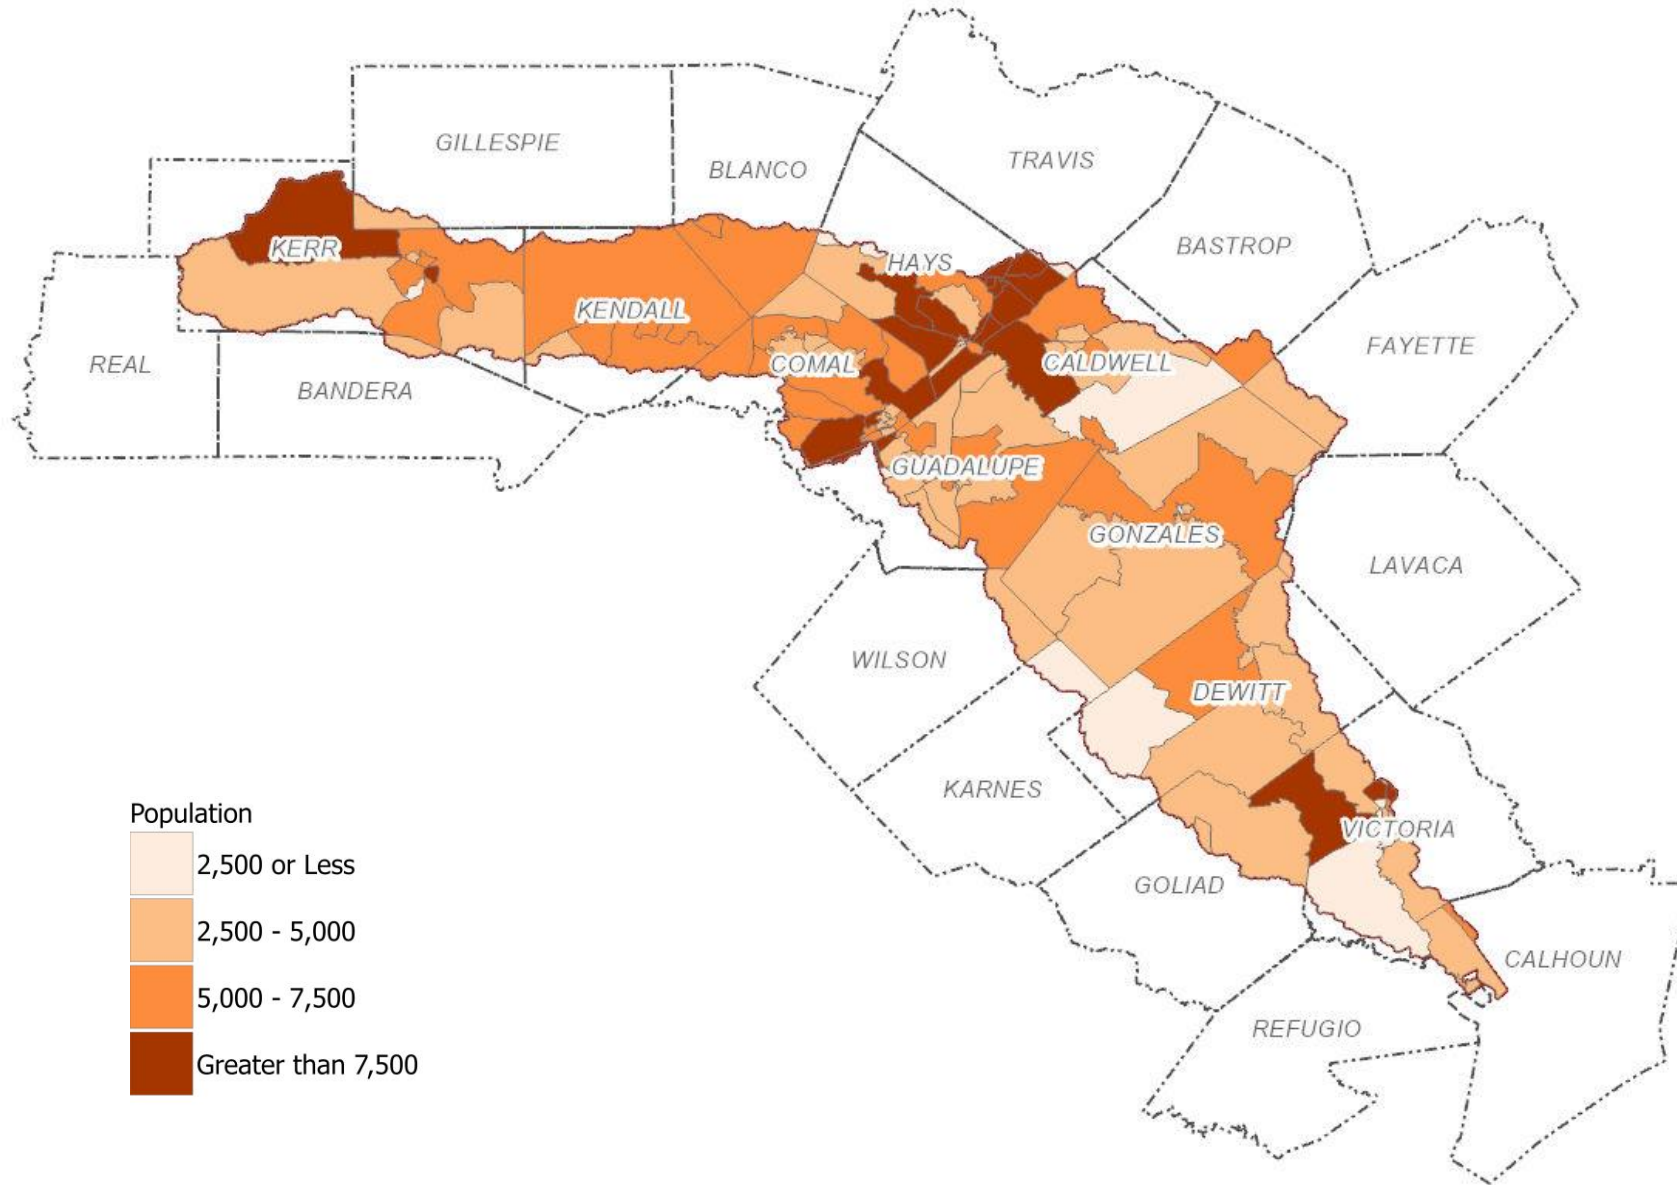 GILLESPIE
BLANCO
TRAVIS
BASTROP
KERR
HAYS
KENDALL
REAL
BANDERA
COMAL
CALDWELL
FAYETTE
GUADALUPE
GONZALES
LAVACA
WILSON
DEWITT
KARNES
VICTORIA
GOLIAD
CALHOUN
REFUGIO
Population
2,500 or Less
2,500 - 5,000
5,000 - 7,500
Greater than 7,500